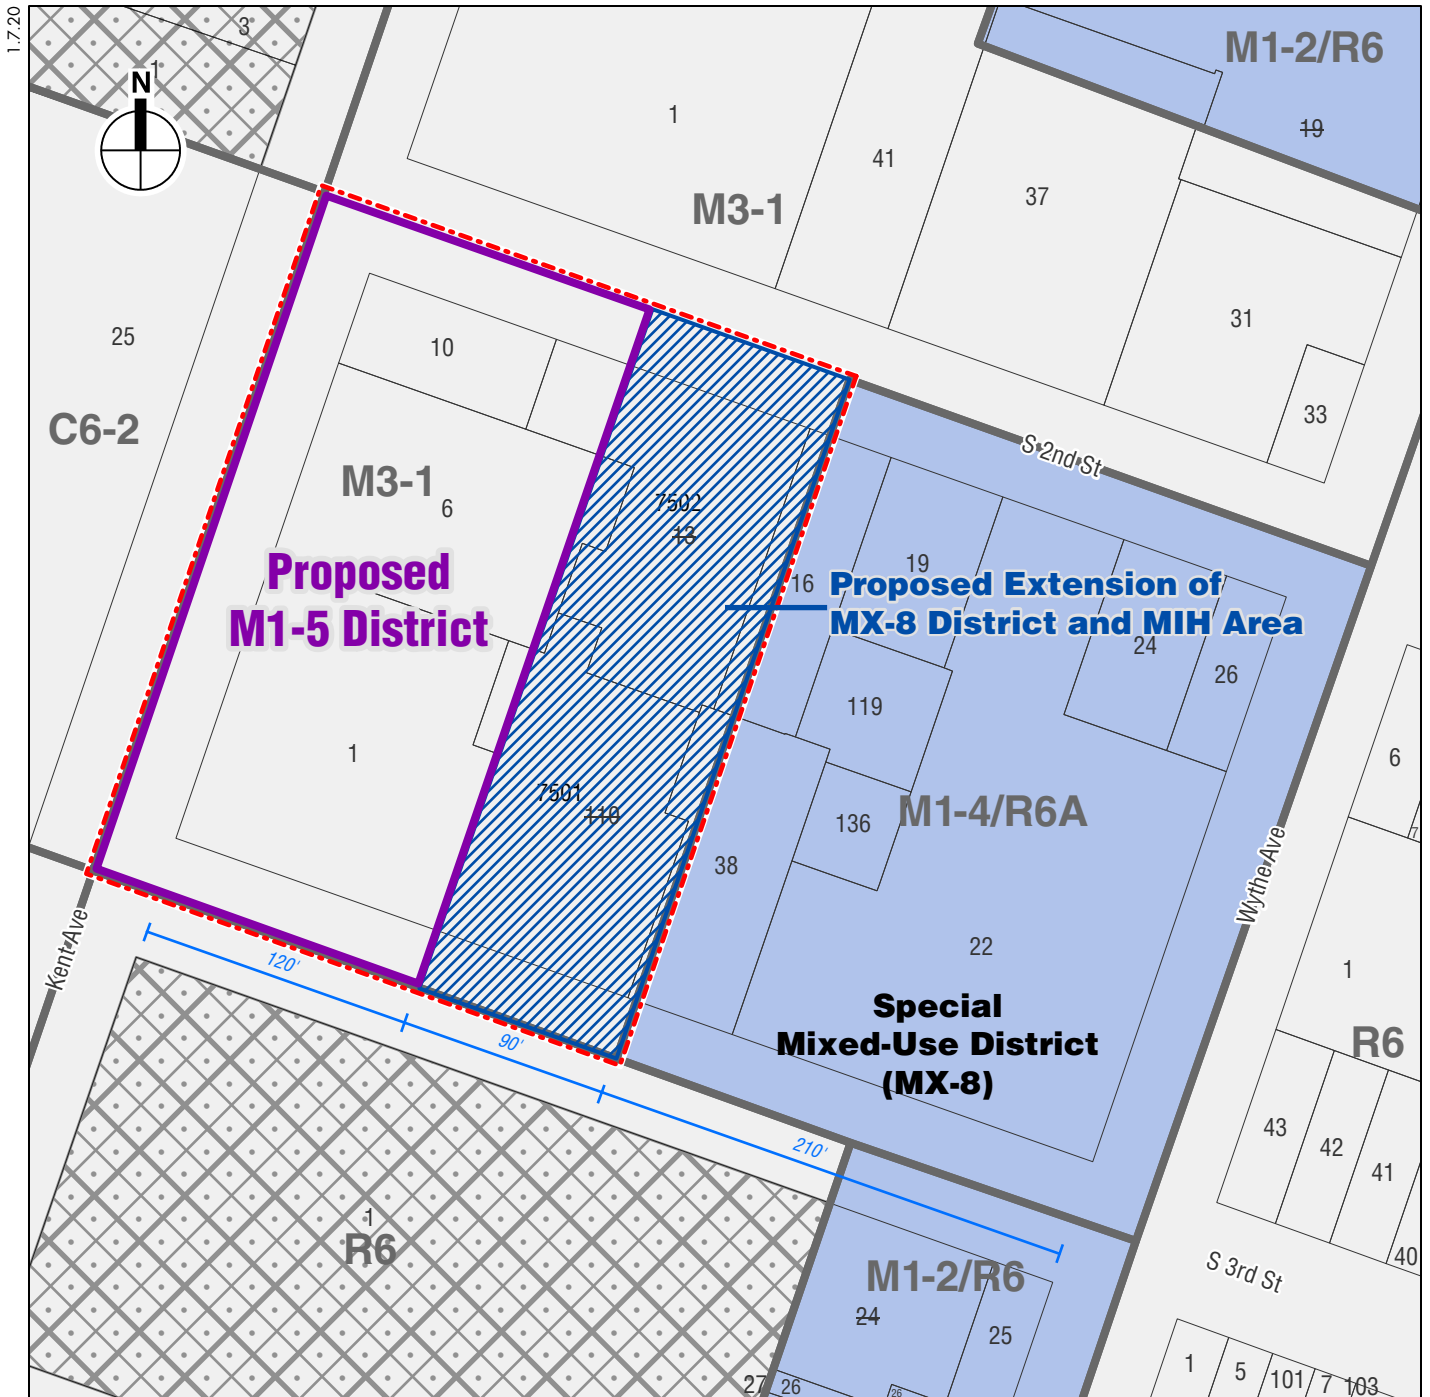 1.7.20
3
1
N
M1-2/R6
19
1
41
37
M3-1
31
33
25
C6-2
10
S 2nd St
M3-1
6
7502
13
Proposed
M1-5 District
16
19
Proposed Extension of
MX-8 District and MIH Area
24
26
119
1
7501
110
M1-4/R6A
136
38
22
Wythe Ave
6
7
1
R6
Kent Ave
120'
90'
210'
Special
Mixed-Use District
(MX-8)
43
42
41
40
1
R6
M1-2/R6
24
25
S 3rd St
27
26
26
1
5
101
7
103